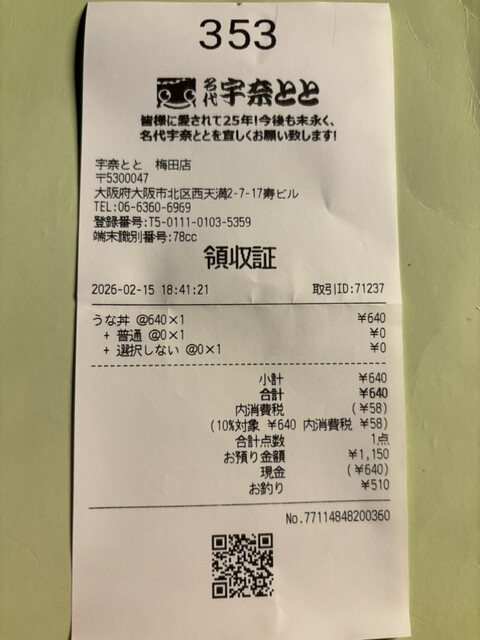 353
名代 宇奈とと
皆様に愛されて25年!今後も末永く、
名代宇奈ととを宜しくお願い致します!
宇奈とと 梅田店
〒5300047
大阪府大阪市北区西天満2-7-17寿ビル
TEL:06-6360-6969
登録番号:T5-0111-0103-5359
端末識別番号:78cc
領収証
2026-02-15 18:41:21 取引ID:71237
うな丼 @640×1 ¥640
+ 普通 @0×1 ¥0
+ 選択しない @0×1 ¥0
小計 ¥640
合計 ¥640
内消費税 (¥58)
(10%対象 ¥640 内消費税 ¥58)
合計点数 1点
お預り金額 ¥1,150
現金 (¥640)
お釣り ¥510
No.77114848200360